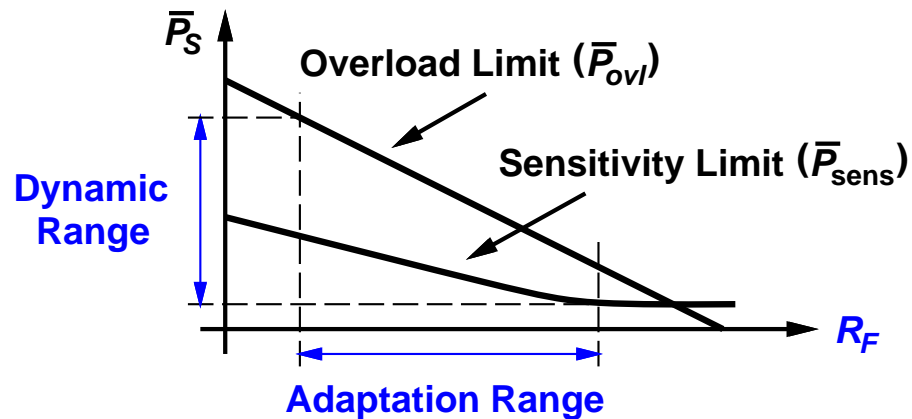 P̅S
Overload Limit (P̅ovl)
Sensitivity Limit (P̅sens)
Dynamic
Range
RF
Adaptation Range